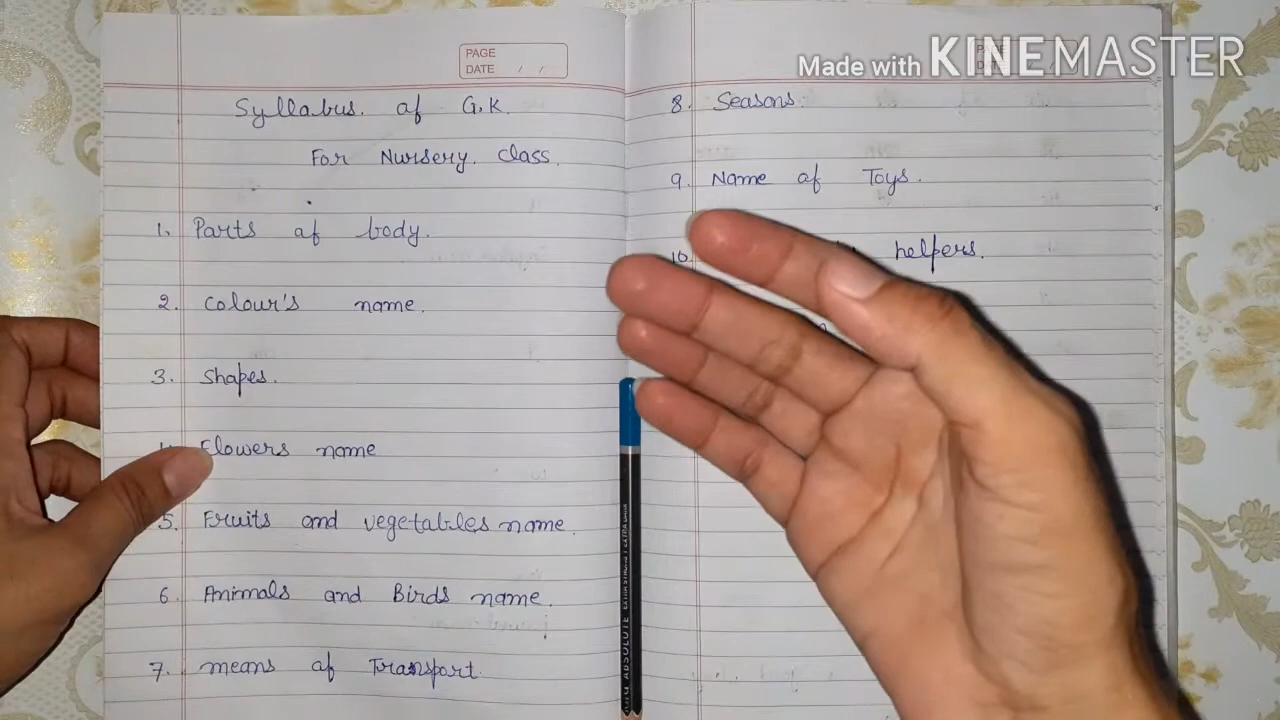 PAGE
DATE / /
Syllabus. of G.K.
For Nursery. Class.
1. Parts of body.
2. Colour's name.
3. Shapes.
Flowers name
5. Fruits and vegetables name.
6. Animals and Birds name.
7. means of Transport.
Made with KINEMASTER
8. Seasons.
9. Name of Toys.
10. helpers.